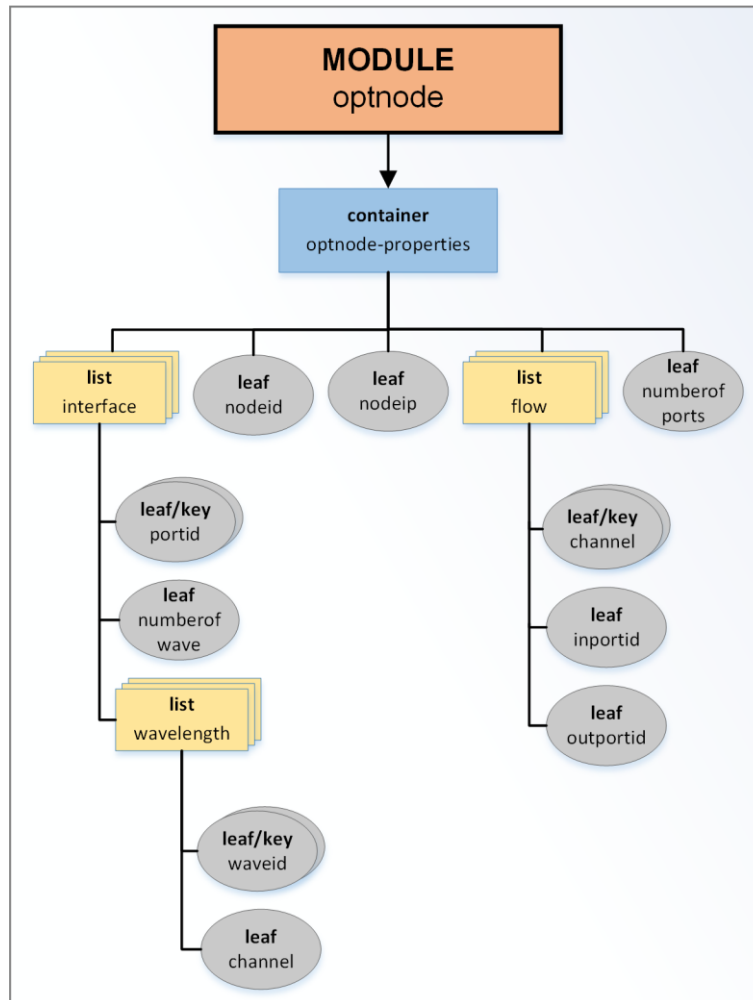 MODULE
optnode
container
optnode-properties
list
interface
leaf
nodeid
leaf
nodeip
list
flow
leaf
numberof
ports
leaf/key
portid
leaf
numberof
wave
list
wavelength
leaf/key
waveid
leaf
channel
leaf/key
channel
leaf
inportid
leaf
outportid